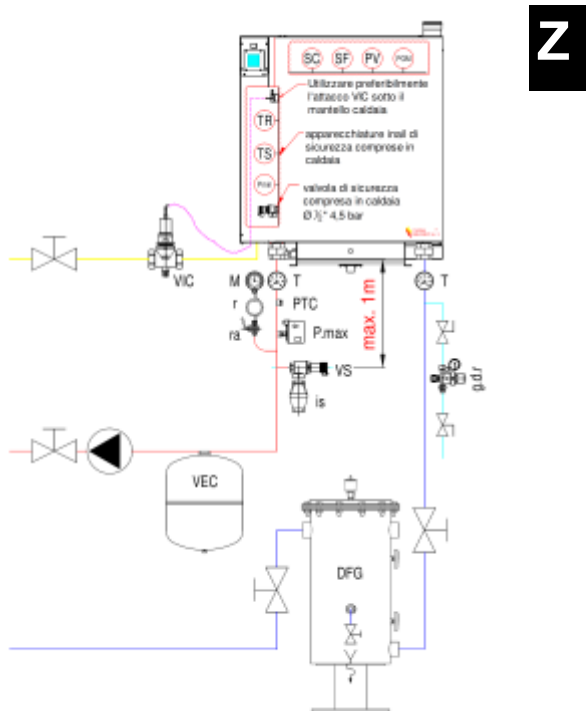 Z
SC SF PV
Utilizzare preferibilmente
l'attacco VIC sotto il
mantello caldaia
TR
apparecchiature inail di
sicurezza comprese in
caldaia
TS
valvola di sicurezza
compresa in caldaia
Ø ½" 4,5 bar
VIC
M
T
T
r
PTC
ra
P.max
max. 1m
VS
is
g.d.r
VEC
DFG